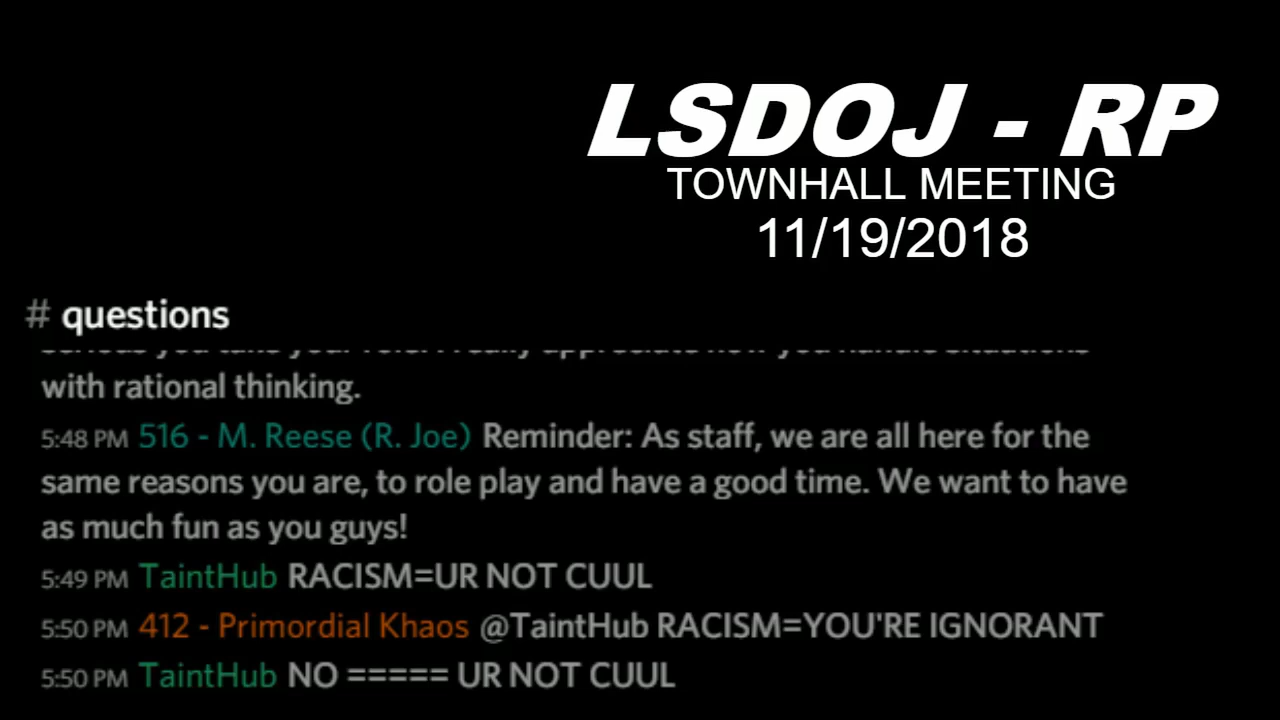 LSDOJ - RP
TOWNHALL MEETING
11/19/2018
# questions
with rational thinking.
5:48 PM 516 - M. Reese (R. Joe) Reminder: As staff, we are all here for the
same reasons you are, to role play and have a good time. We want to have
as much fun as you guys!
5:49 PM TaintHub RACISM=UR NOT CUUL
5:50 PM 412 - Primordial Khaos @TaintHub RACISM=YOU'RE IGNORANT
5:50 PM TaintHub NO ===== UR NOT CUUL